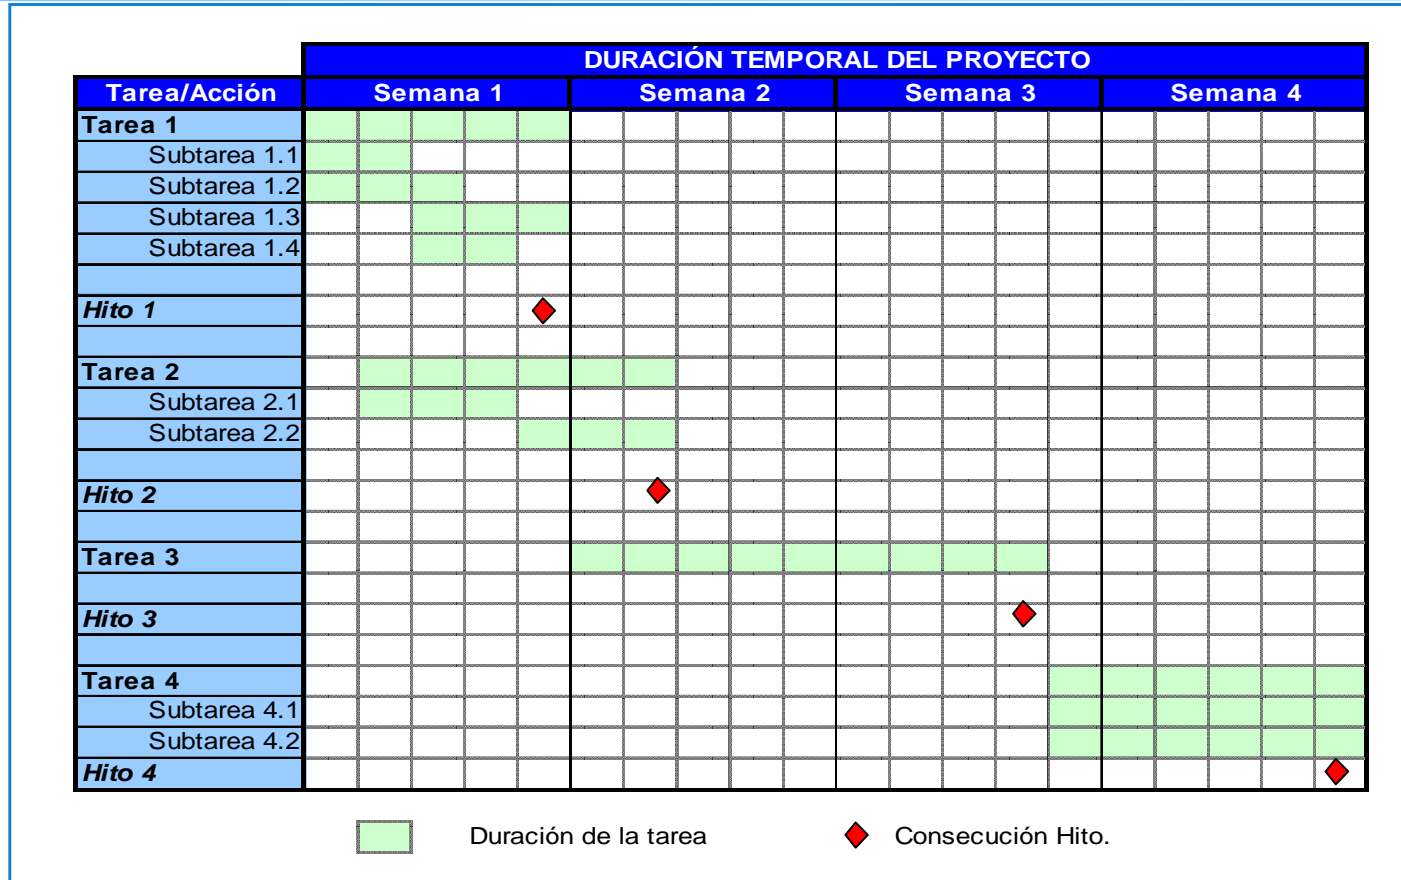 DURACIÓN TEMPORAL DEL PROYECTO
Tarea/Acción Semana 1 Semana 2 Semana 3 Semana 4
Tarea 1
Subtarea 1.1
Subtarea 1.2
Subtarea 1.3
Subtarea 1.4
Hito 1
Tarea 2
Subtarea 2.1
Subtarea 2.2
Hito 2
Tarea 3
Hito 3
Tarea 4
Subtarea 4.1
Subtarea 4.2
Hito 4
Duración de la tarea Consecución Hito.